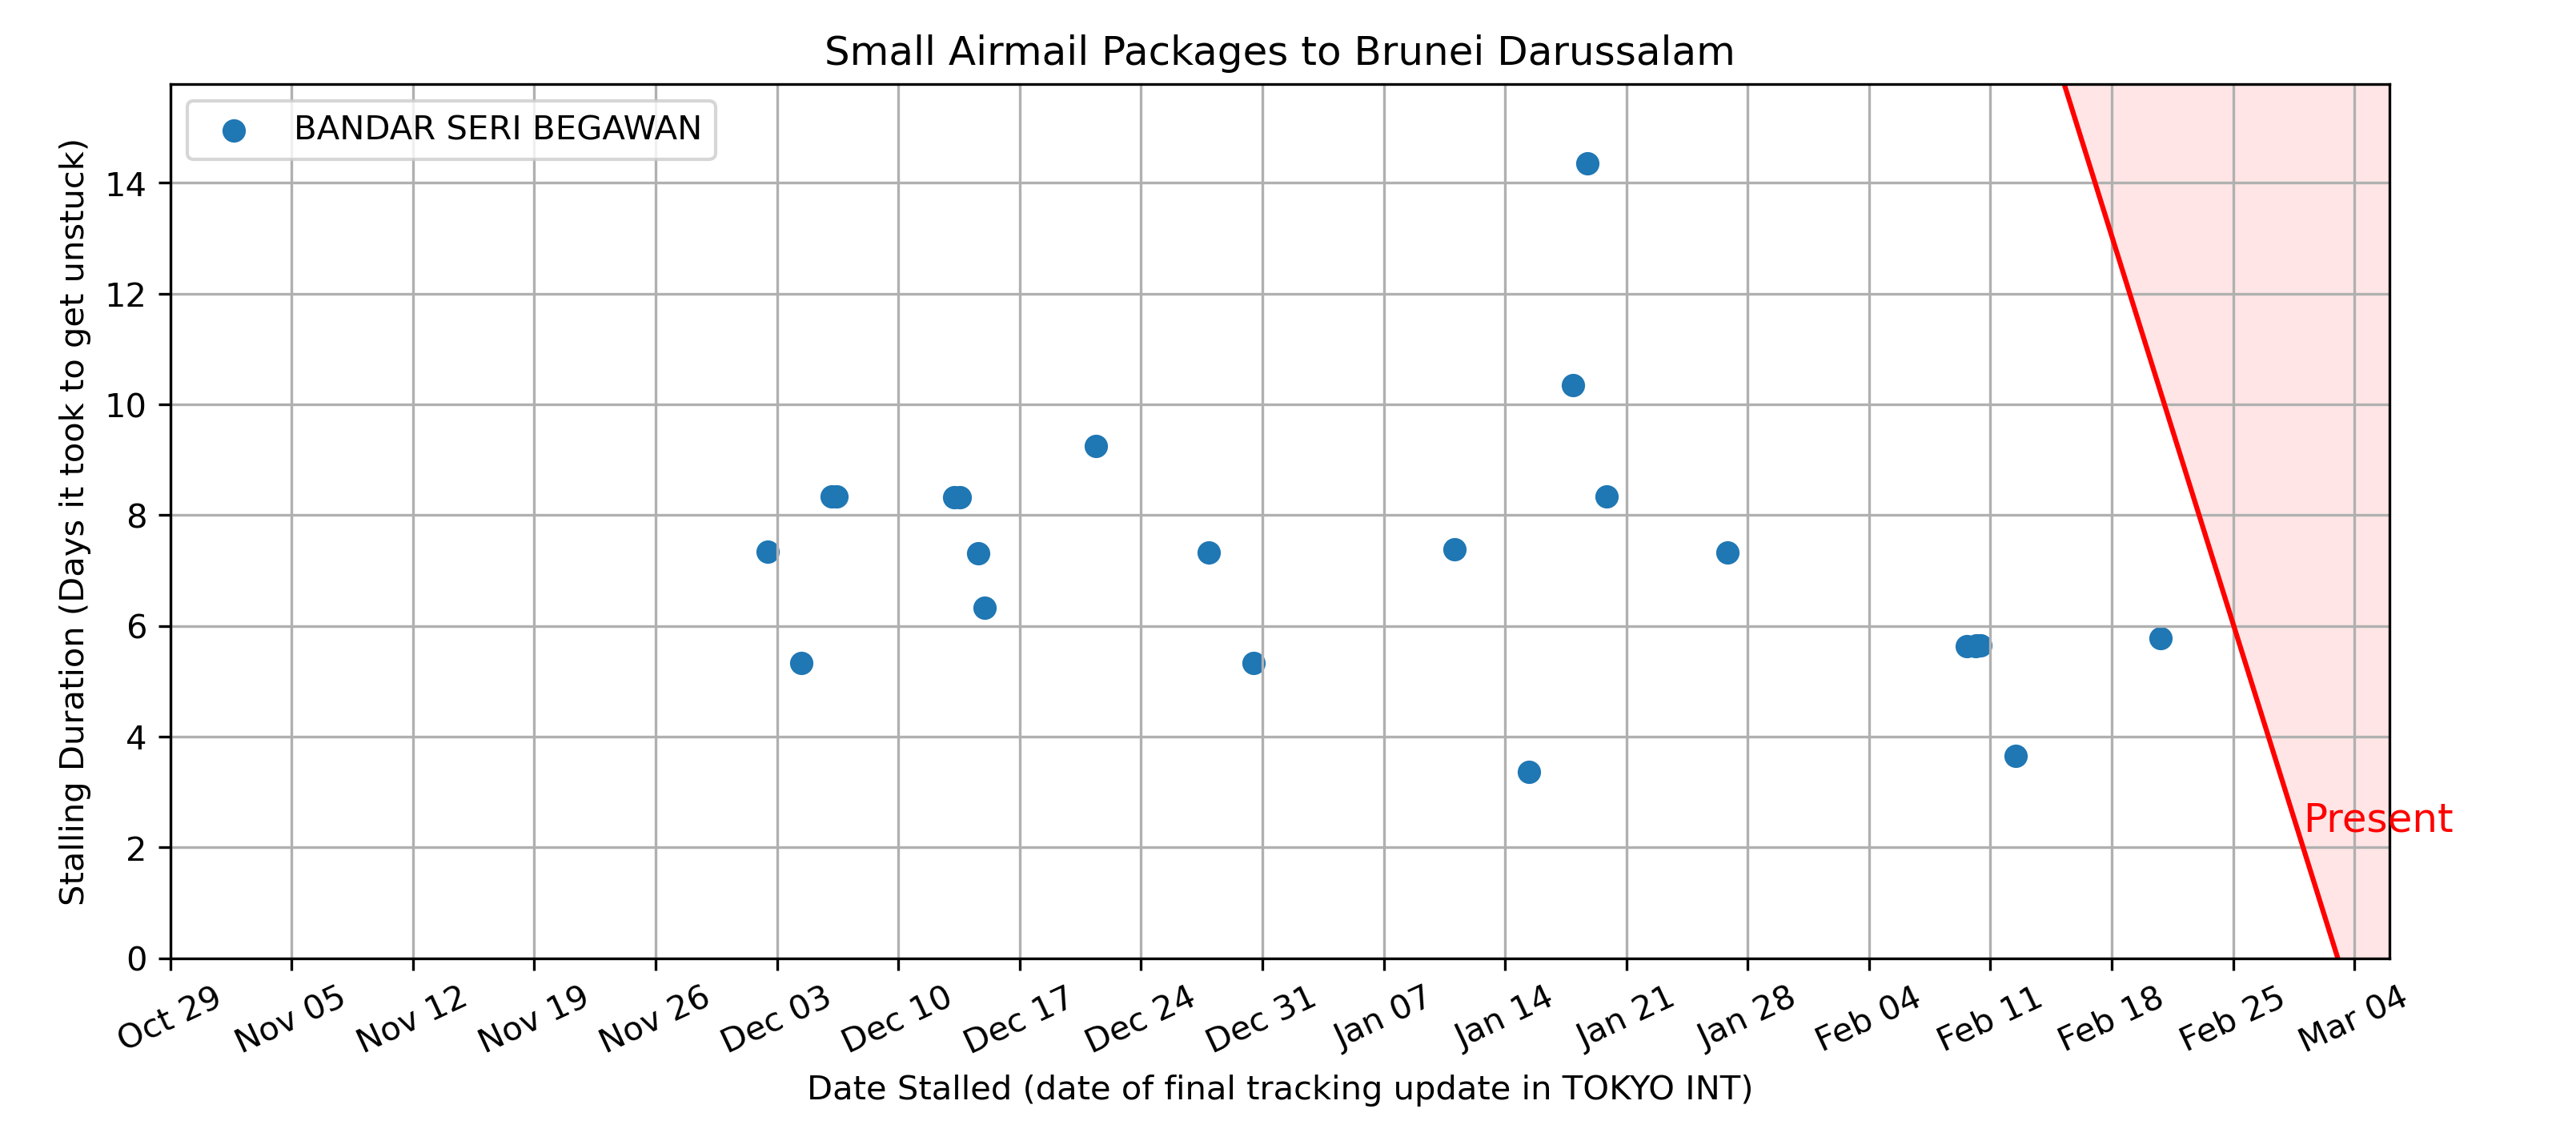 Small Airmail Packages to Brunei Darussalam
BANDAR SERI BEGAWAN
Stalling Duration (Days it took to get unstuck)
14
12
10
8
6
4
2
0
Present
Oct 29
Nov 05
Nov 12
Nov 19
Nov 26
Dec 03
Dec 10
Dec 17
Dec 24
Dec 31
Jan 07
Jan 14
Jan 21
Jan 28
Feb 04
Feb 11
Feb 18
Feb 25
Mar 04
Date Stalled (date of final tracking update in TOKYO INT)